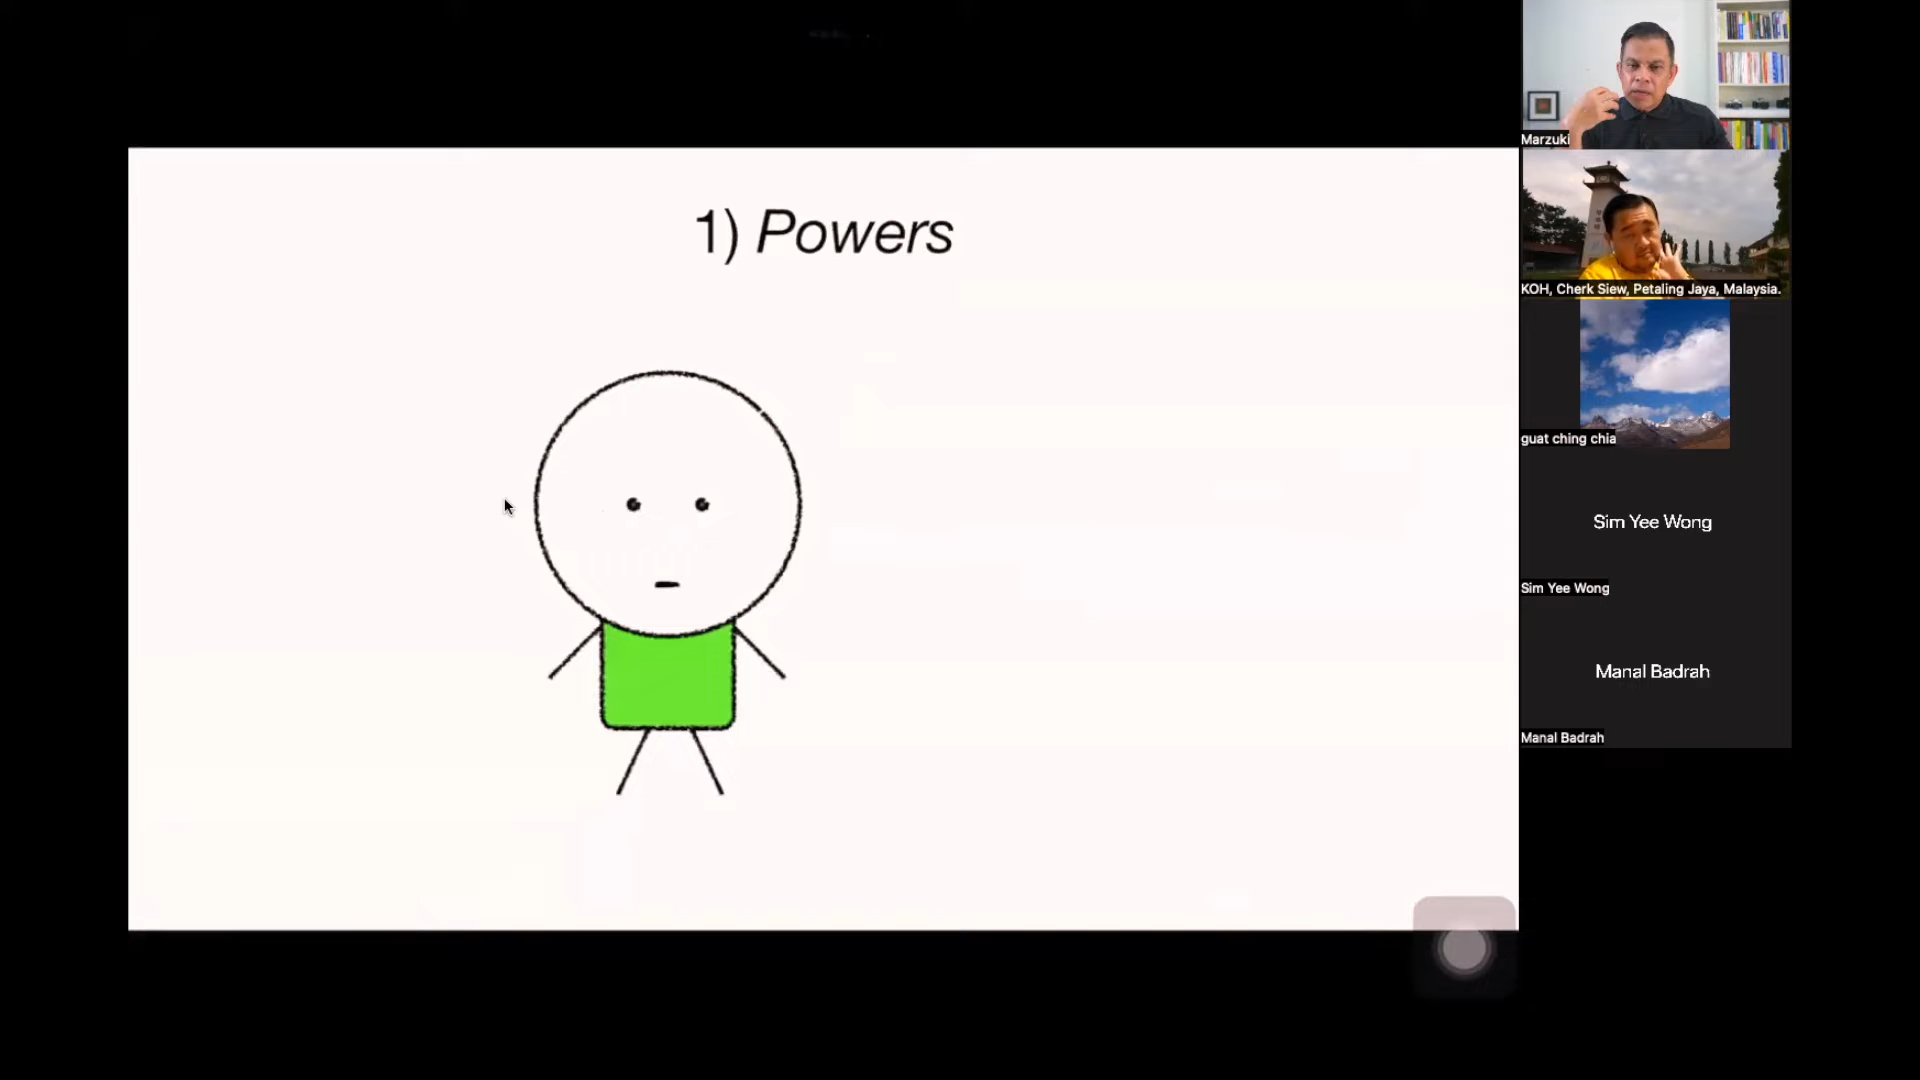 1) Powers
Marzuki
KOH, Cherk Siew, Petaling Jaya, Malaysia.
guat ching chia
Sim Yee Wong
Sim Yee Wong
Manal Badrah
Manal Badrah